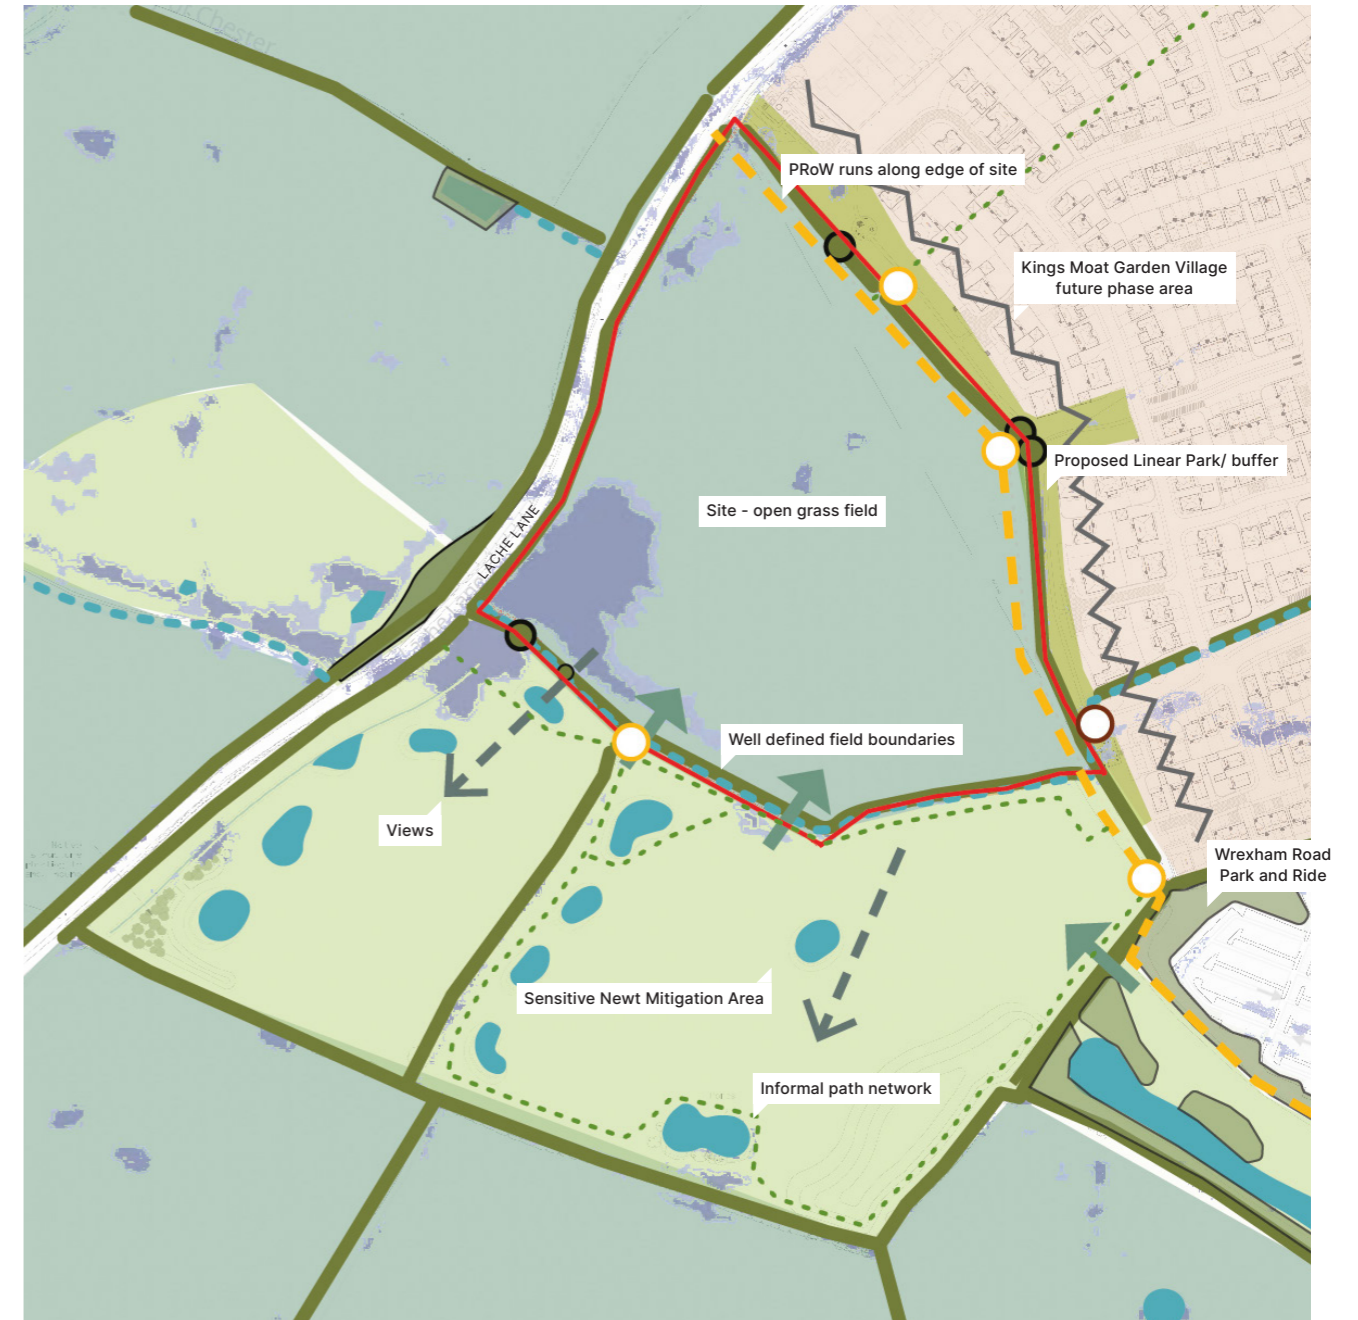 Chester
PRoW runs along edge of site
Kings Moat Garden Village
future phase area
Proposed Linear Park/ buffer
Site - open grass field
LACHE LANE
Well defined field boundaries
Views
Wrexham Road
Park and Ride
Sensitive Newt Mitigation Area
Informal path network